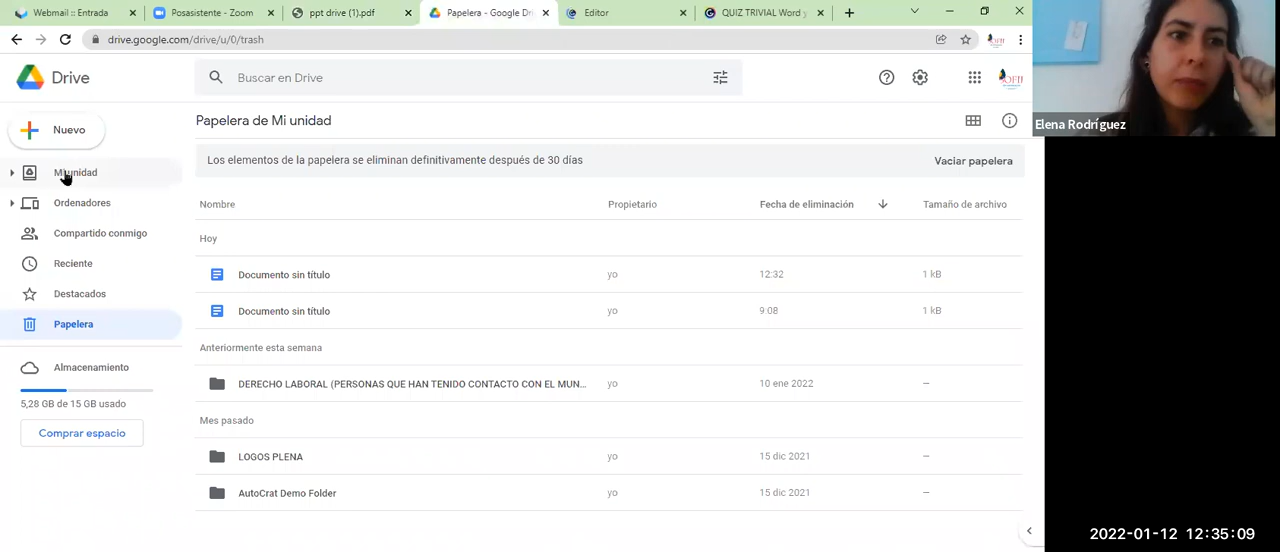 Webmail :: Entrada
Posasistente - Zoom
ppt drive (1).pdf
Papelera - Google Dri
Editor
QUIZ TRIVIAL Word y
drive.google.com/drive/u/0/trash
Drive
Buscar en Drive
Nuevo
Mi unidad
Ordenadores
Compartido conmigo
Reciente
Destacados
Papelera
Almacenamiento
5,28 GB de 15 GB usado
Comprar espacio
Papelera de Mi unidad
Los elementos de la papelera se eliminan definitivamente después de 30 días
Vaciar papelera
Nombre Propietario Fecha de eliminación Tamaño de archivo
Hoy
Documento sin título yo 12:32 1 kB
Documento sin título yo 9:08 1 kB
Anteriormente esta semana
DERECHO LABORAL (PERSONAS QUE HAN TENIDO CONTACTO CON EL MUN... yo 10 ene 2022 –
Mes pasado
LOGOS PLENA yo 15 dic 2021 –
AutoCrat Demo Folder yo 15 dic 2021 –
Elena Rodríguez
2022-01-12 12:35:09